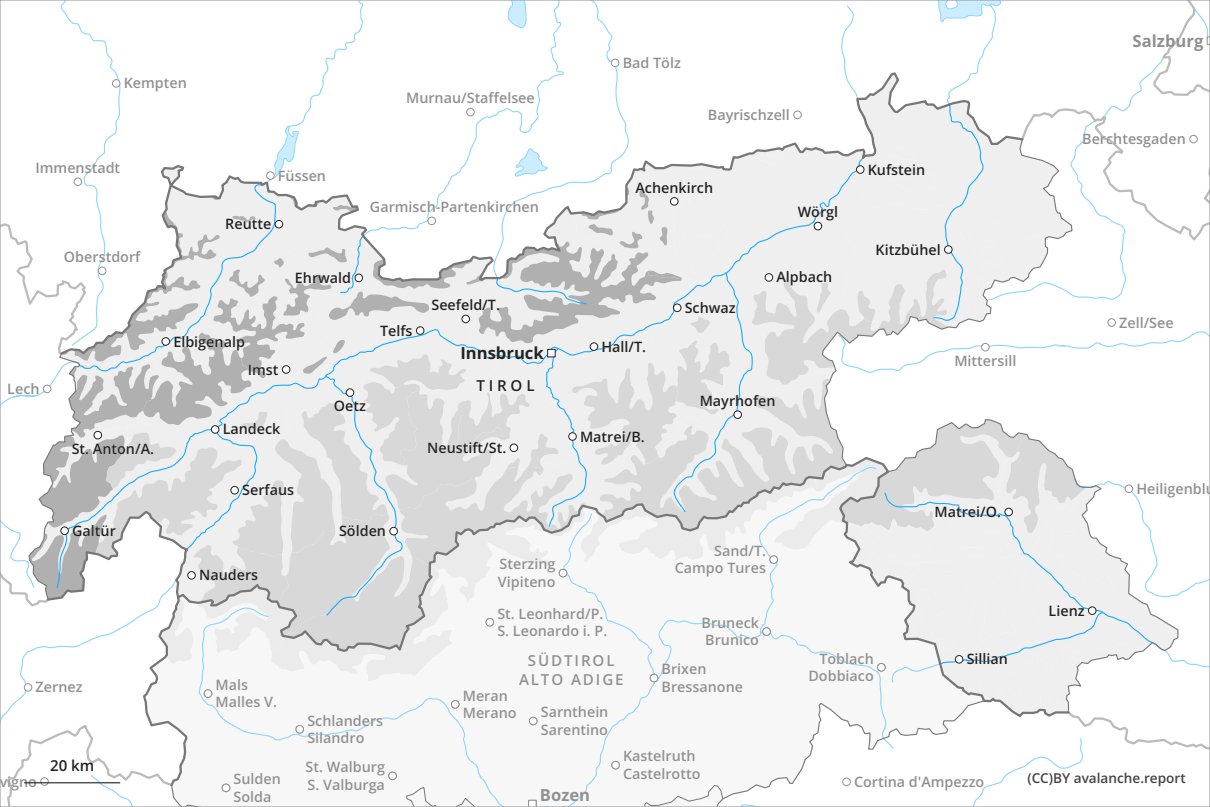 Salzburg
Bad Tölz
Kempten
Murnau/Staffelsee
Bayrischzell
Berchtesgaden
Immenstadt
Füssen
Kufstein
Achenkirch
Garmisch-Partenkirchen
Wörgl
Reutte
Kitzbühel
Oberstdorf
Ehrwald
Alpbach
Seefeld/T.
Schwaz
Zell/See
Telfs
Elbigenalp
Hall/T.
Innsbruck
Mittersill
Imst
TIROL
Lech
Mayrhofen
Oetz
Landeck
Matrei/B.
St. Anton/A.
Neustift/St.
Serfaus
Heiligenblu
Matrei/O.
Galtür
Sölden
Sand/T.
Campo Tures
Sterzing
Vipiteno
Nauders
St. Leonhard/P.
S. Leonardo i. P.
Lienz
Bruneck
Brunico
SÜDTIROL
ALTO ADIGE
Sillian
Toblach
Dobbiaco
Brixen
Bressanone
Zernez
Mals
Malles V.
Meran
Merano
Sarnthein
Sarentino
Schlanders
Silandro
Kastelruth
Castelrotto
20 km
St. Walburg
S. Valburga
vigno
Sulden
Solda
Cortina d'Ampezzo
(CC)BY avalanche.report
Bozen